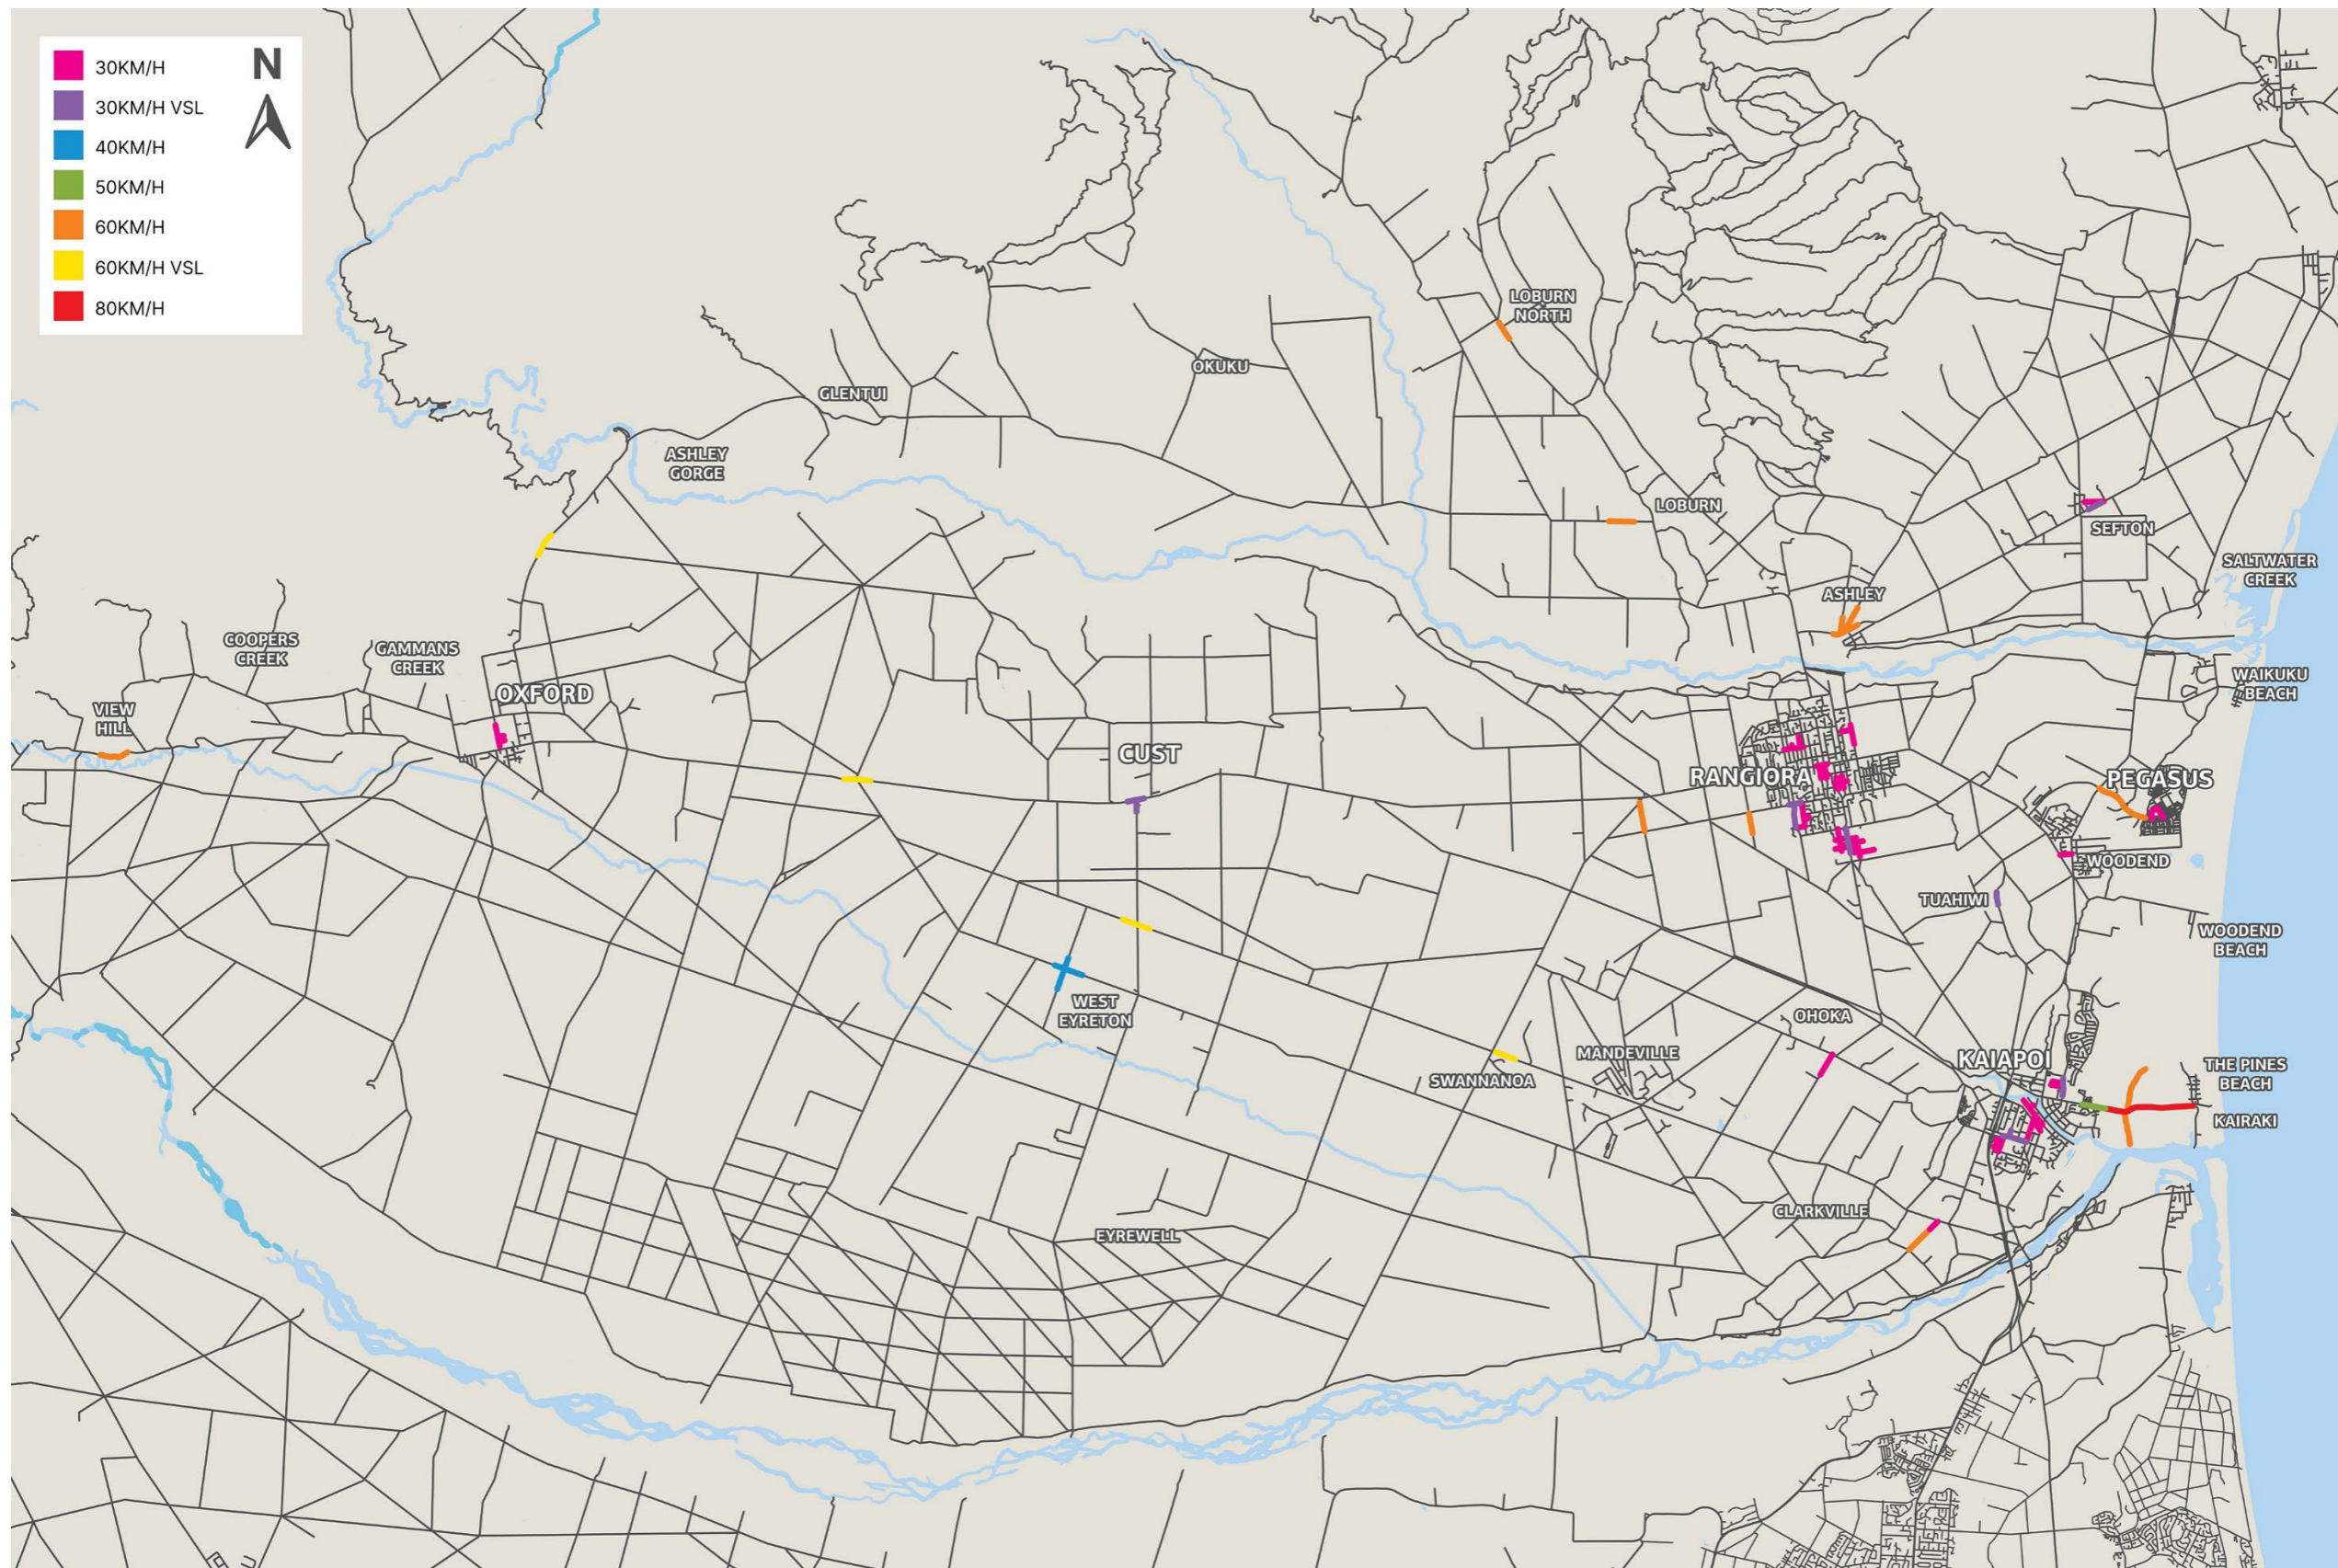 30KM/H
30KM/H VSL
40KM/H
50KM/H
60KM/H
60KM/H VSL
80KM/H
N
LOBURN
NORTH
OKUKU
GLENTUI
ASHLEY
GORGE
LOBURN
SEFTON
SALTWATER
CREEK
ASHLEY
COOPERS
CREEK
GAMMANS
CREEK
OXFORD
WAIKUKU
BEACH
VIEW
HILL
CUST
RANGIORA
PEGASUS
WOODEND
TUAHIWI
WOODEND
BEACH
WEST
EYRETON
OHOKA
MANDEVILLE
KAIAPOI
SWANNANOA
THE PINES
BEACH
KAIRAKI
CLARKVILLE
EYREWELL